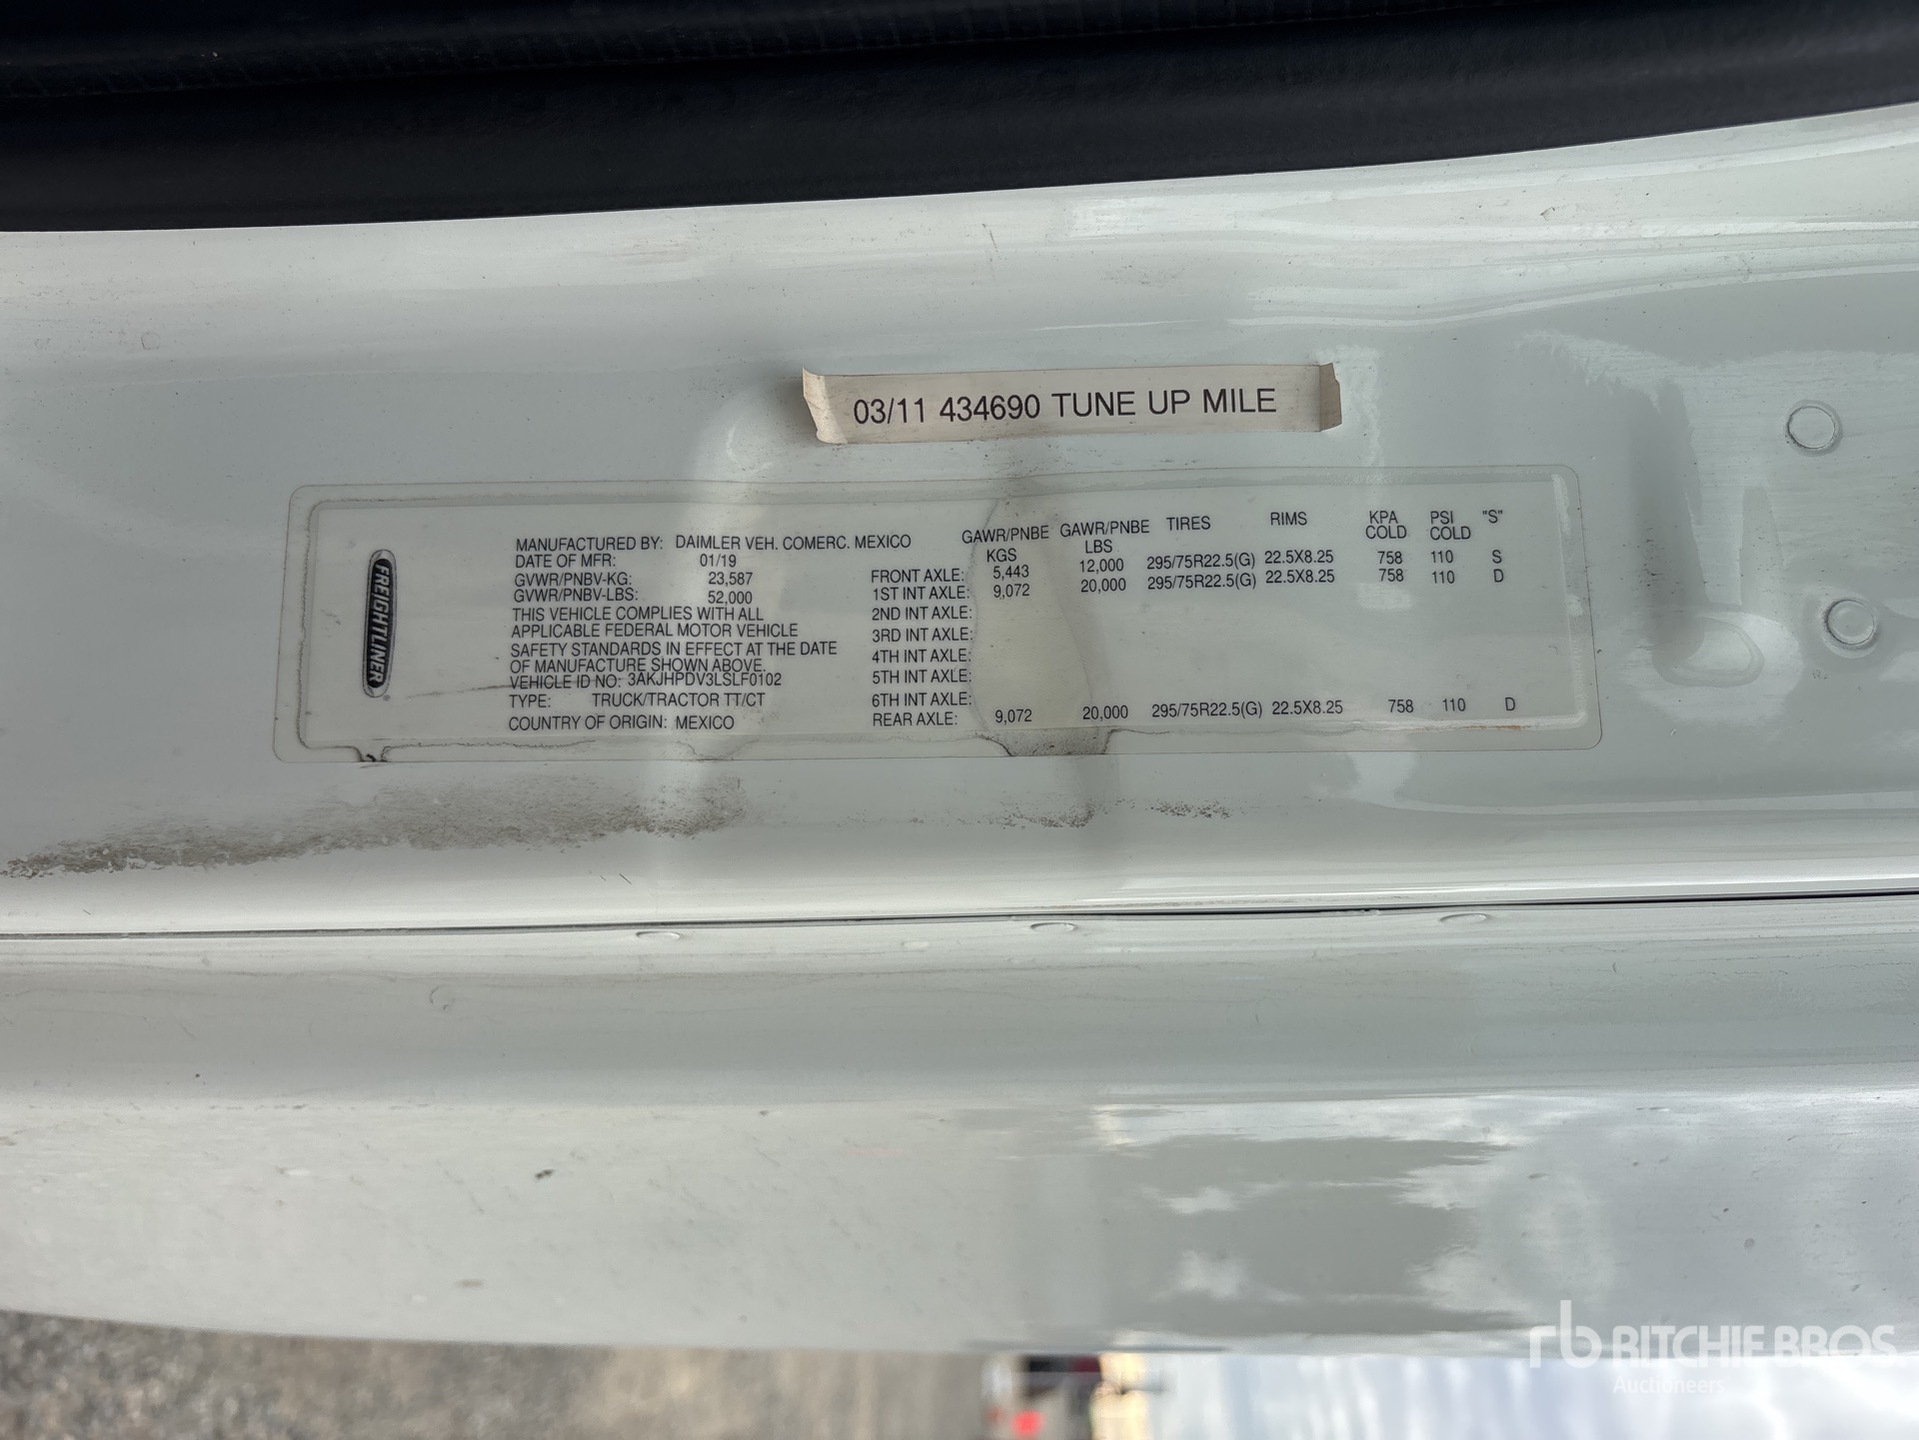 03/11 434690 TUNE UP MILE
FREIGHTLINER
MANUFACTURED BY: DAIMLER VEH. COMERC. MEXICO
DATE OF MFR: 01/19
GVWR/PNBV-KG: 23,587
GVWR/PNBV-LBS: 52,000
THIS VEHICLE COMPLIES WITH ALL
APPLICABLE FEDERAL MOTOR VEHICLE
SAFETY STANDARDS IN EFFECT AT THE DATE
OF MANUFACTURE SHOWN ABOVE.
VEHICLE ID NO: 3AKJHPDV3LSLF0102
TYPE: TRUCK/TRACTOR TT/CT
COUNTRY OF ORIGIN: MEXICO
GAWR/PNBE GAWR/PNBE TIRES RIMS KPA PSI "S"
KGS LBS COLD COLD
FRONT AXLE: 5,443 12,000 295/75R22.5(G) 22.5X8.25 758 110 S
1ST INT AXLE: 9,072 20,000 295/75R22.5(G) 22.5X8.25 758 110 D
2ND INT AXLE:
3RD INT AXLE:
4TH INT AXLE:
5TH INT AXLE:
6TH INT AXLE:
REAR AXLE: 9,072 20,000 295/75R22.5(G) 22.5X8.25 758 110 D
rb RITCHIE BROS.
Auctioneers